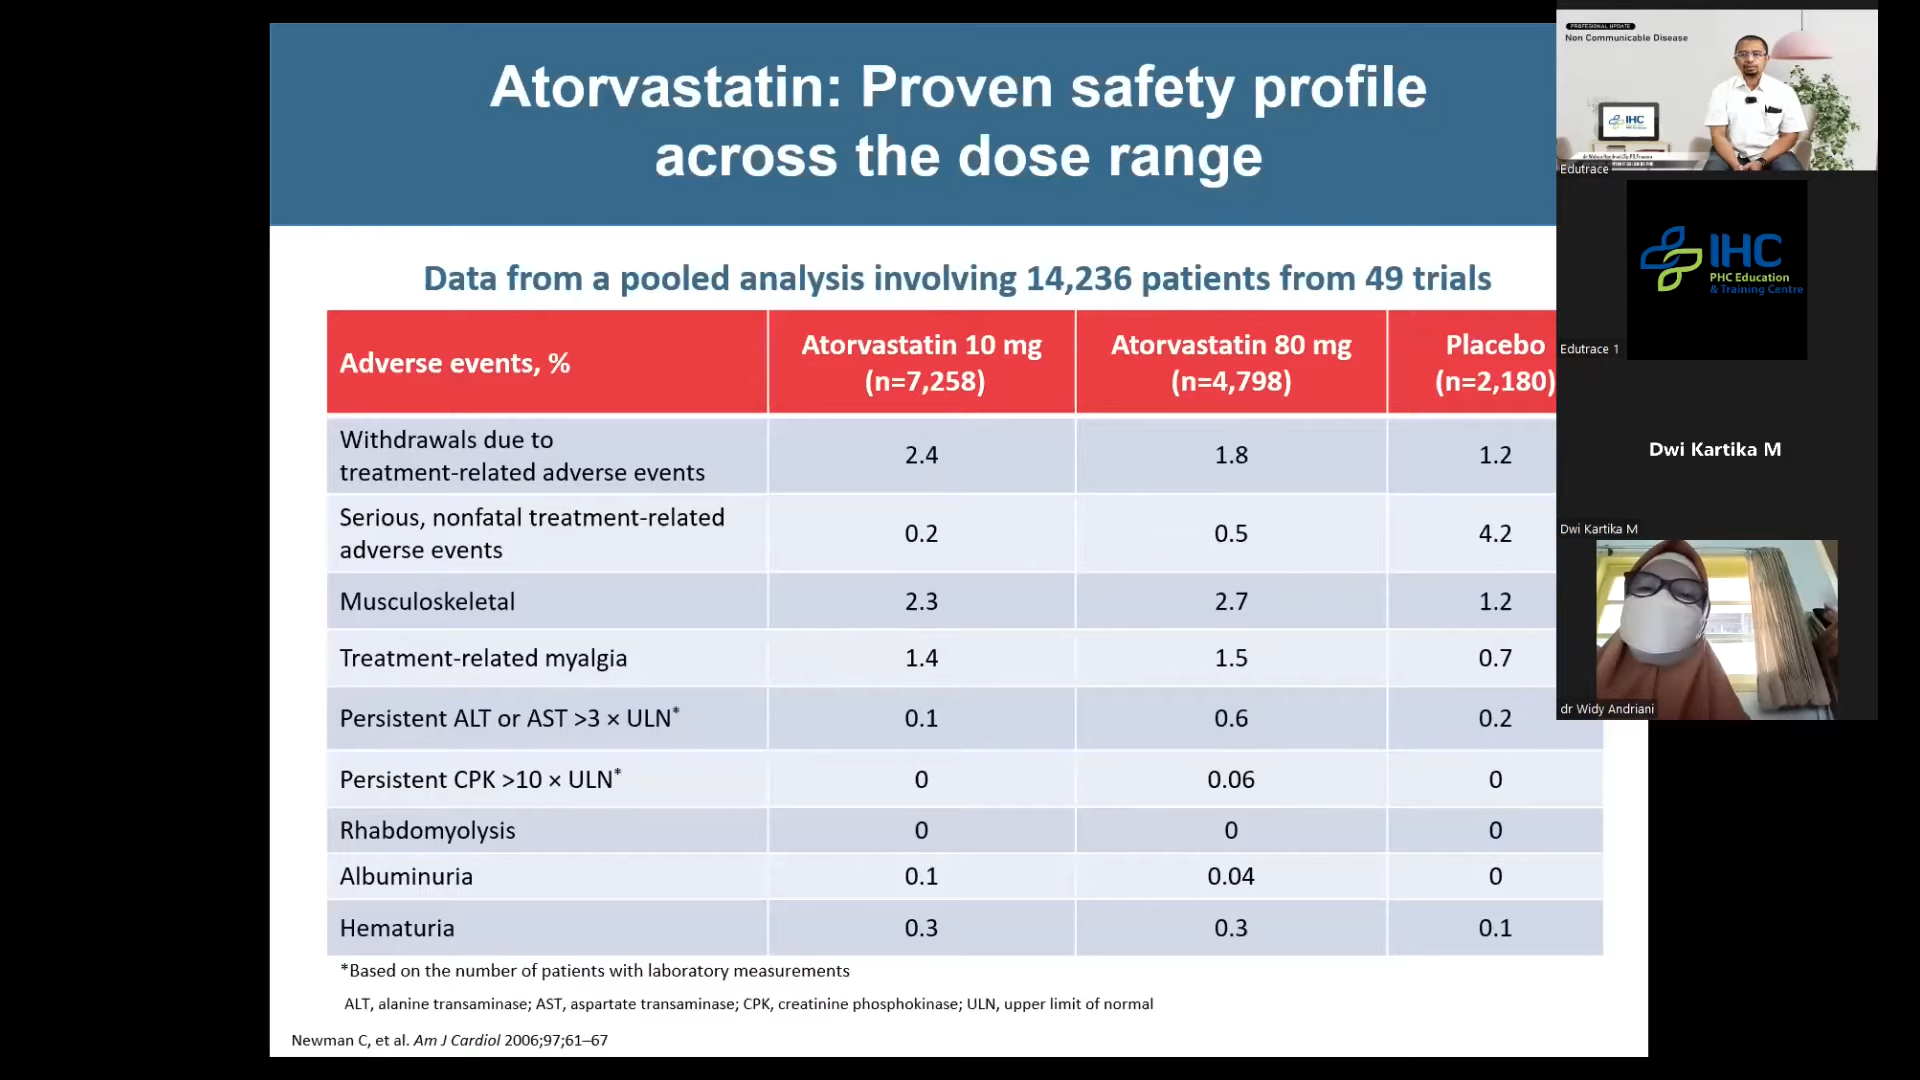 Atorvastatin: Proven safety profile
across the dose range
Data from a pooled analysis involving 14,236 patients from 49 trials
Adverse events, %
Atorvastatin 10 mg
(n=7,258)
Atorvastatin 80 mg
(n=4,798)
Placebo
(n=2,180)
Withdrawals due to
treatment-related adverse events
2.4
1.8
1.2
Serious, nonfatal treatment-related
adverse events
0.2
0.5
4.2
Musculoskeletal
2.3
2.7
1.2
Treatment-related myalgia
1.4
1.5
0.7
Persistent ALT or AST >3 × ULN*
0.1
0.6
0.2
Persistent CPK >10 × ULN*
0
0.06
0
Rhabdomyolysis
0
0
0
Albuminuria
0.1
0.04
0
Hematuria
0.3
0.3
0.1
*Based on the number of patients with laboratory measurements
ALT, alanine transaminase; AST, aspartate transaminase; CPK, creatinine phosphokinase; ULN, upper limit of normal
Newman C, et al. Am J Cardiol 2006;97;61–67
PROFESIONAL UPDATE
Non Communicable Disease
IHC
Edutrace
IHC
PHC Education
& Training Centre
Edutrace 1
Dwi Kartika M
Dwi Kartika M
dr Widy Andriani